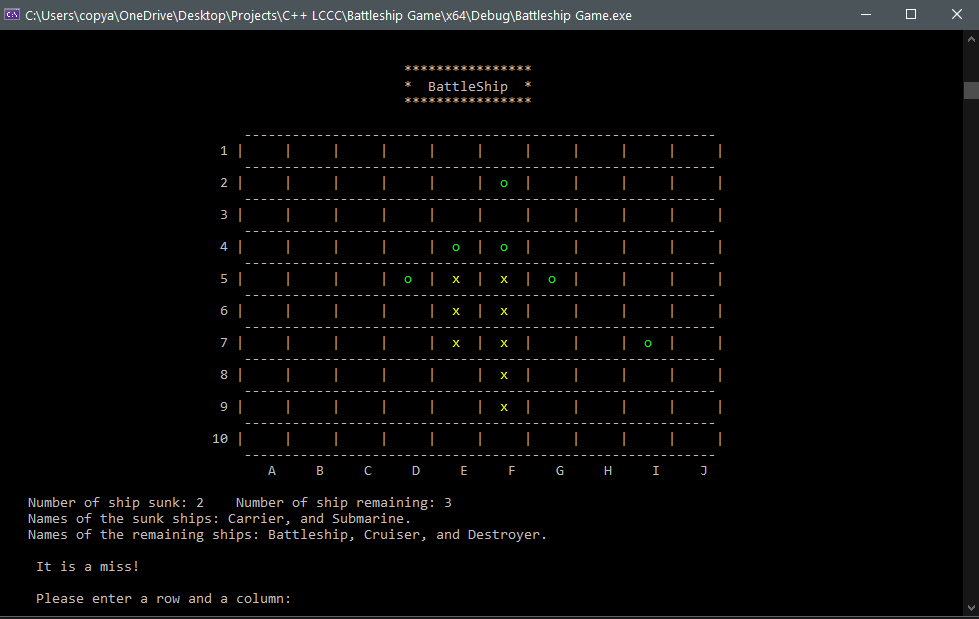 C:\Users\copya\OneDrive\Desktop\Projects\C++ LCCC\Battleship Game\x64\Debug\Battleship Game.exe
****************
*  BattleShip  *
****************
-----------------------------------------------------------
1 |     |     |     |     |     |     |     |     |     |     |
-----------------------------------------------------------
2 |     |     |     |     |     |  o  |     |     |     |     |
-----------------------------------------------------------
3 |     |     |     |     |     |     |     |     |     |     |
-----------------------------------------------------------
4 |     |     |     |     |  o  |  o  |     |     |     |     |
-----------------------------------------------------------
5 |     |     |     |  o  |  x  |  x  |  o  |     |     |     |
-----------------------------------------------------------
6 |     |     |     |     |  x  |  x  |     |     |     |     |
-----------------------------------------------------------
7 |     |     |     |     |  x  |  x  |     |     |  o  |     |
-----------------------------------------------------------
8 |     |     |     |     |     |  x  |     |     |     |     |
-----------------------------------------------------------
9 |     |     |     |     |     |  x  |     |     |     |     |
-----------------------------------------------------------
10 |     |     |     |     |     |     |     |     |     |     |
-----------------------------------------------------------
A     B     C     D     E     F     G     H     I     J
Number of ship sunk: 2    Number of ship remaining: 3
Names of the sunk ships: Carrier, and Submarine.
Names of the remaining ships: Battleship, Cruiser, and Destroyer.
It is a miss!
Please enter a row and a column: